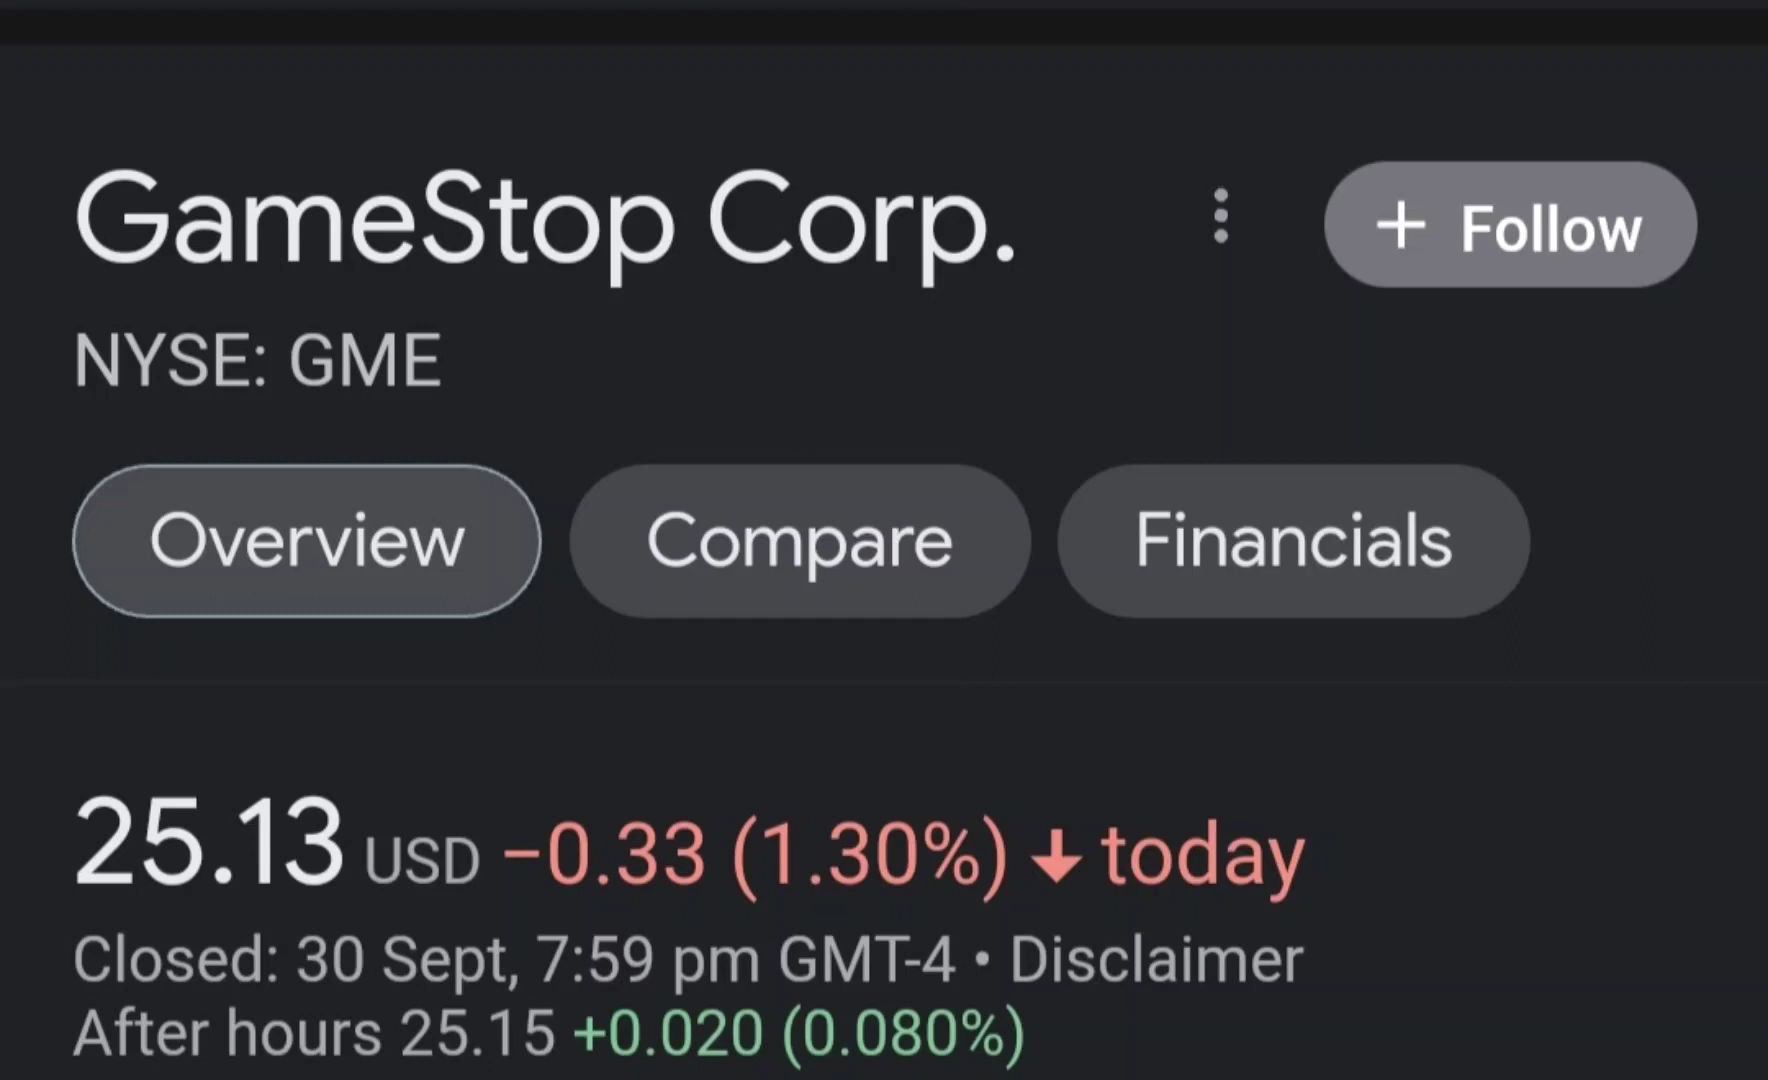 GameStop Corp.
+ Follow
NYSE: GME
Overview Compare Financials
25.13 USD −0.33 (1.30%) ↓ today
Closed: 30 Sept, 7:59 pm GMT-4 • Disclaimer
After hours 25.15 +0.020 (0.080%)